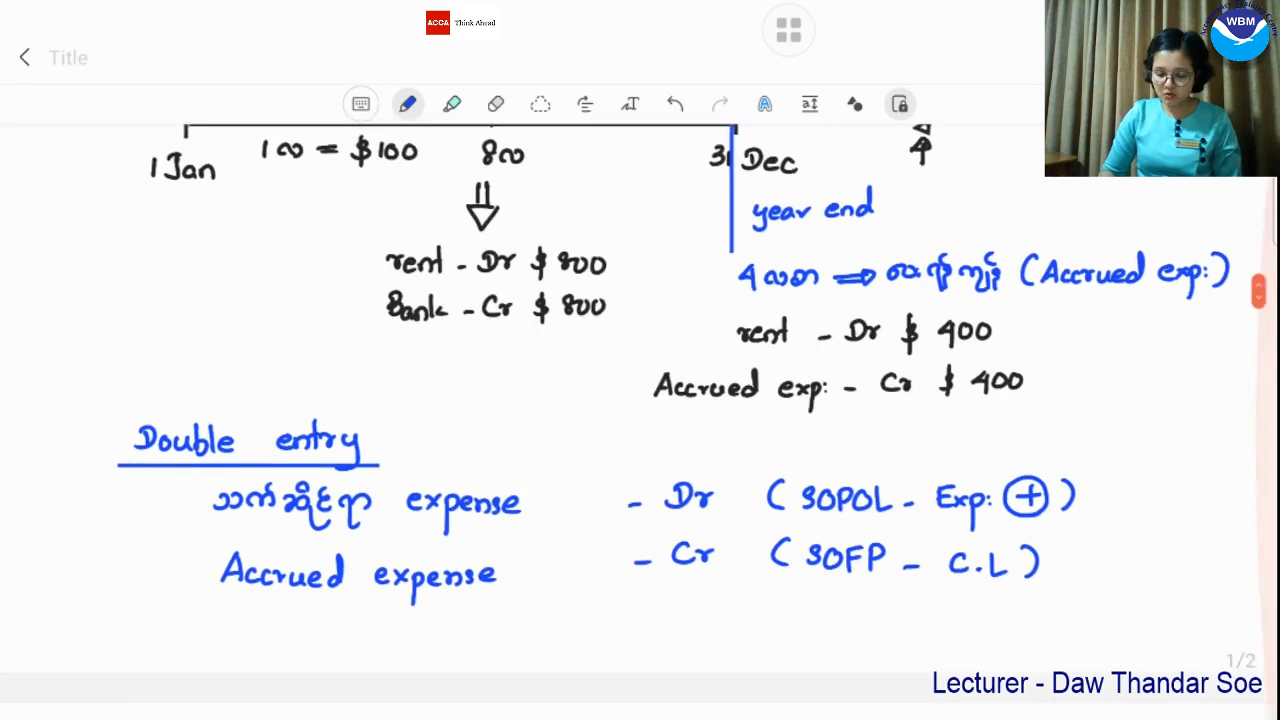 ACCA Think Ahead
WBM
Title
1 Jan
1 လ = $100
8လ
31 Dec
4
year end
rent - Dr $ 800
Bank - Cr $ 800
4လစာ ⇒ ပေးရန်ကျန် (Accrued exp:)
rent - Dr $ 400
Accrued exp: - Cr $ 400
Double entry
သက်ဆိုင်ရာ expense - Dr (SOPOL - Exp: +)
Accrued expense - Cr (SOFP - C.L)
1/2
Lecturer - Daw Thandar Soe